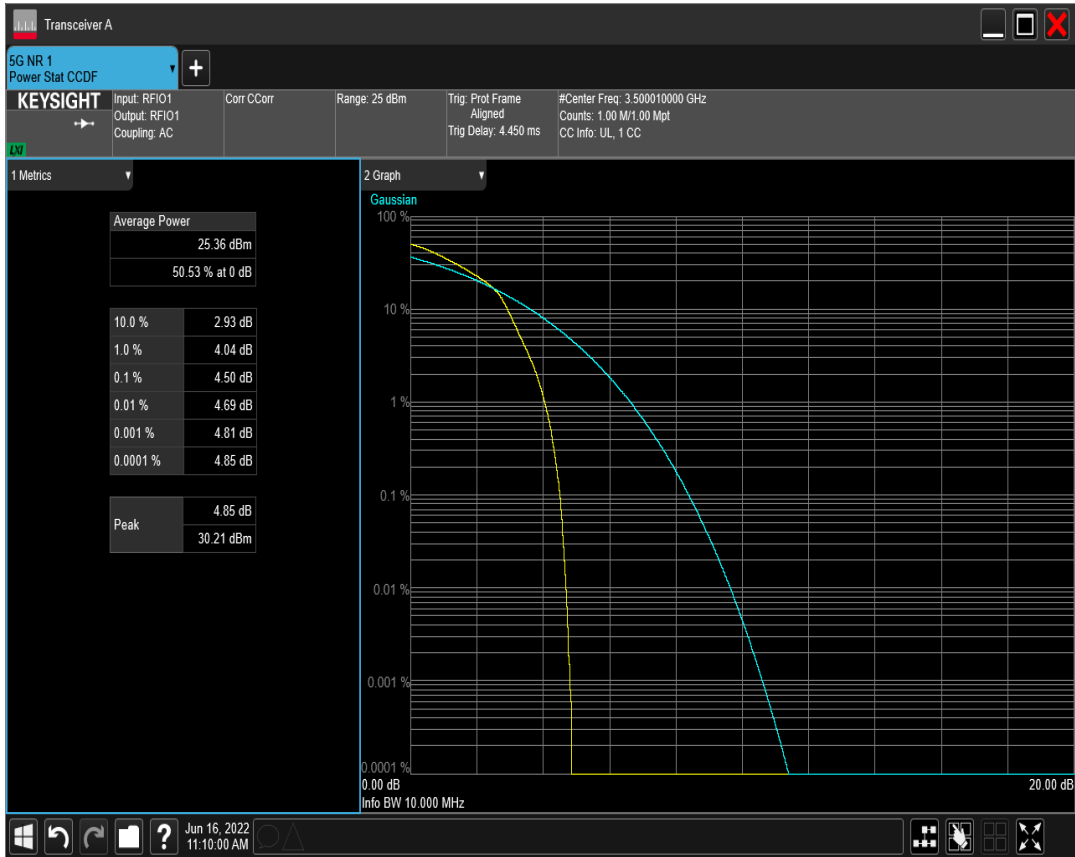 Transceiver A
5G NR 1
Power Stat CCDF
KEYSIGHT
LXI
Input: RFIO1
Output: RFIO1
Coupling: AC
Corr CCorr
Range: 25 dBm
Trig: Prot Frame
Aligned
Trig Delay: 4.450 ms
#Center Freq: 3.500010000 GHz
Counts: 1.00 M/1.00 Mpt
CC Info: UL, 1 CC
1 Metrics
Average Power
25.36 dBm
50.53 % at 0 dB
10.0 % 2.93 dB
1.0 % 4.04 dB
0.1 % 4.50 dB
0.01 % 4.69 dB
0.001 % 4.81 dB
0.0001 % 4.85 dB
Peak
4.85 dB
30.21 dBm
2 Graph
Gaussian
100 %
10 %
1 %
0.1 %
0.01 %
0.001 %
0.0001 %
0.00 dB 20.00 dB
Info BW 10.000 MHz
?
Jun 16, 2022
11:10:00 AM